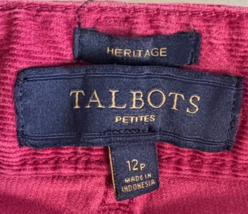 HERITAGE
TALBOTS
PETITES
12P
MADE IN
INDONESIA